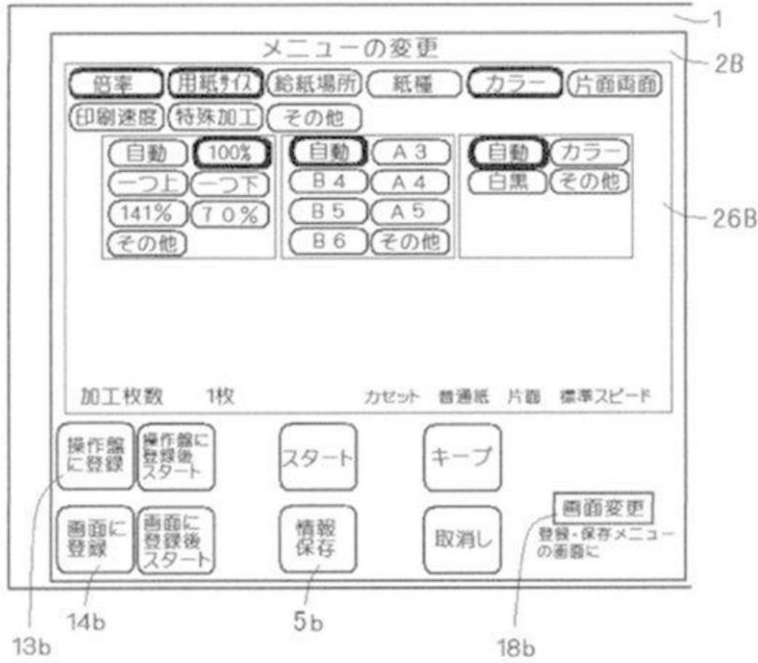 1
メニューの変更
2B
倍率 用紙サイズ 給紙場所 紙種 カラー 片面両面
印刷速度 特殊加工 その他
自動 100% 自動 A3 自動 カラー
一つ上 一つ下 B4 A4 白黒 その他
141% 70% B5 A5
その他 B6 その他
26B
加工枚数 1枚 カセット 普通紙 片面 標準スピード
操作盤
に登録
操作盤に
登録後
スタート
スタート
キープ
画面に
登録
画面に
登録後
スタート
情報
保存
取消し
画面変更
登録・保存メニュー
の画面に
13b
14b
5b
18b